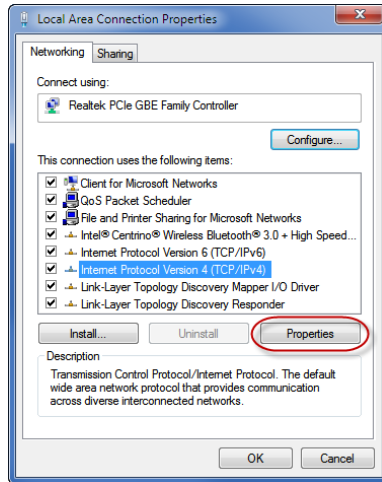 Local Area Connection Properties
Networking
Sharing
Connect using:
Realtek PCIe GBE Family Controller
Configure...
This connection uses the following items:
Client for Microsoft Networks
QoS Packet Scheduler
File and Printer Sharing for Microsoft Networks
Intel® Centrino® Wireless Bluetooth® 3.0 + High Speed...
Internet Protocol Version 6 (TCP/IPv6)
Internet Protocol Version 4 (TCP/IPv4)
Link-Layer Topology Discovery Mapper I/O Driver
Link-Layer Topology Discovery Responder
Install...
Uninstall
Properties
Description
Transmission Control Protocol/Internet Protocol. The default
wide area network protocol that provides communication
across diverse interconnected networks.
OK
Cancel